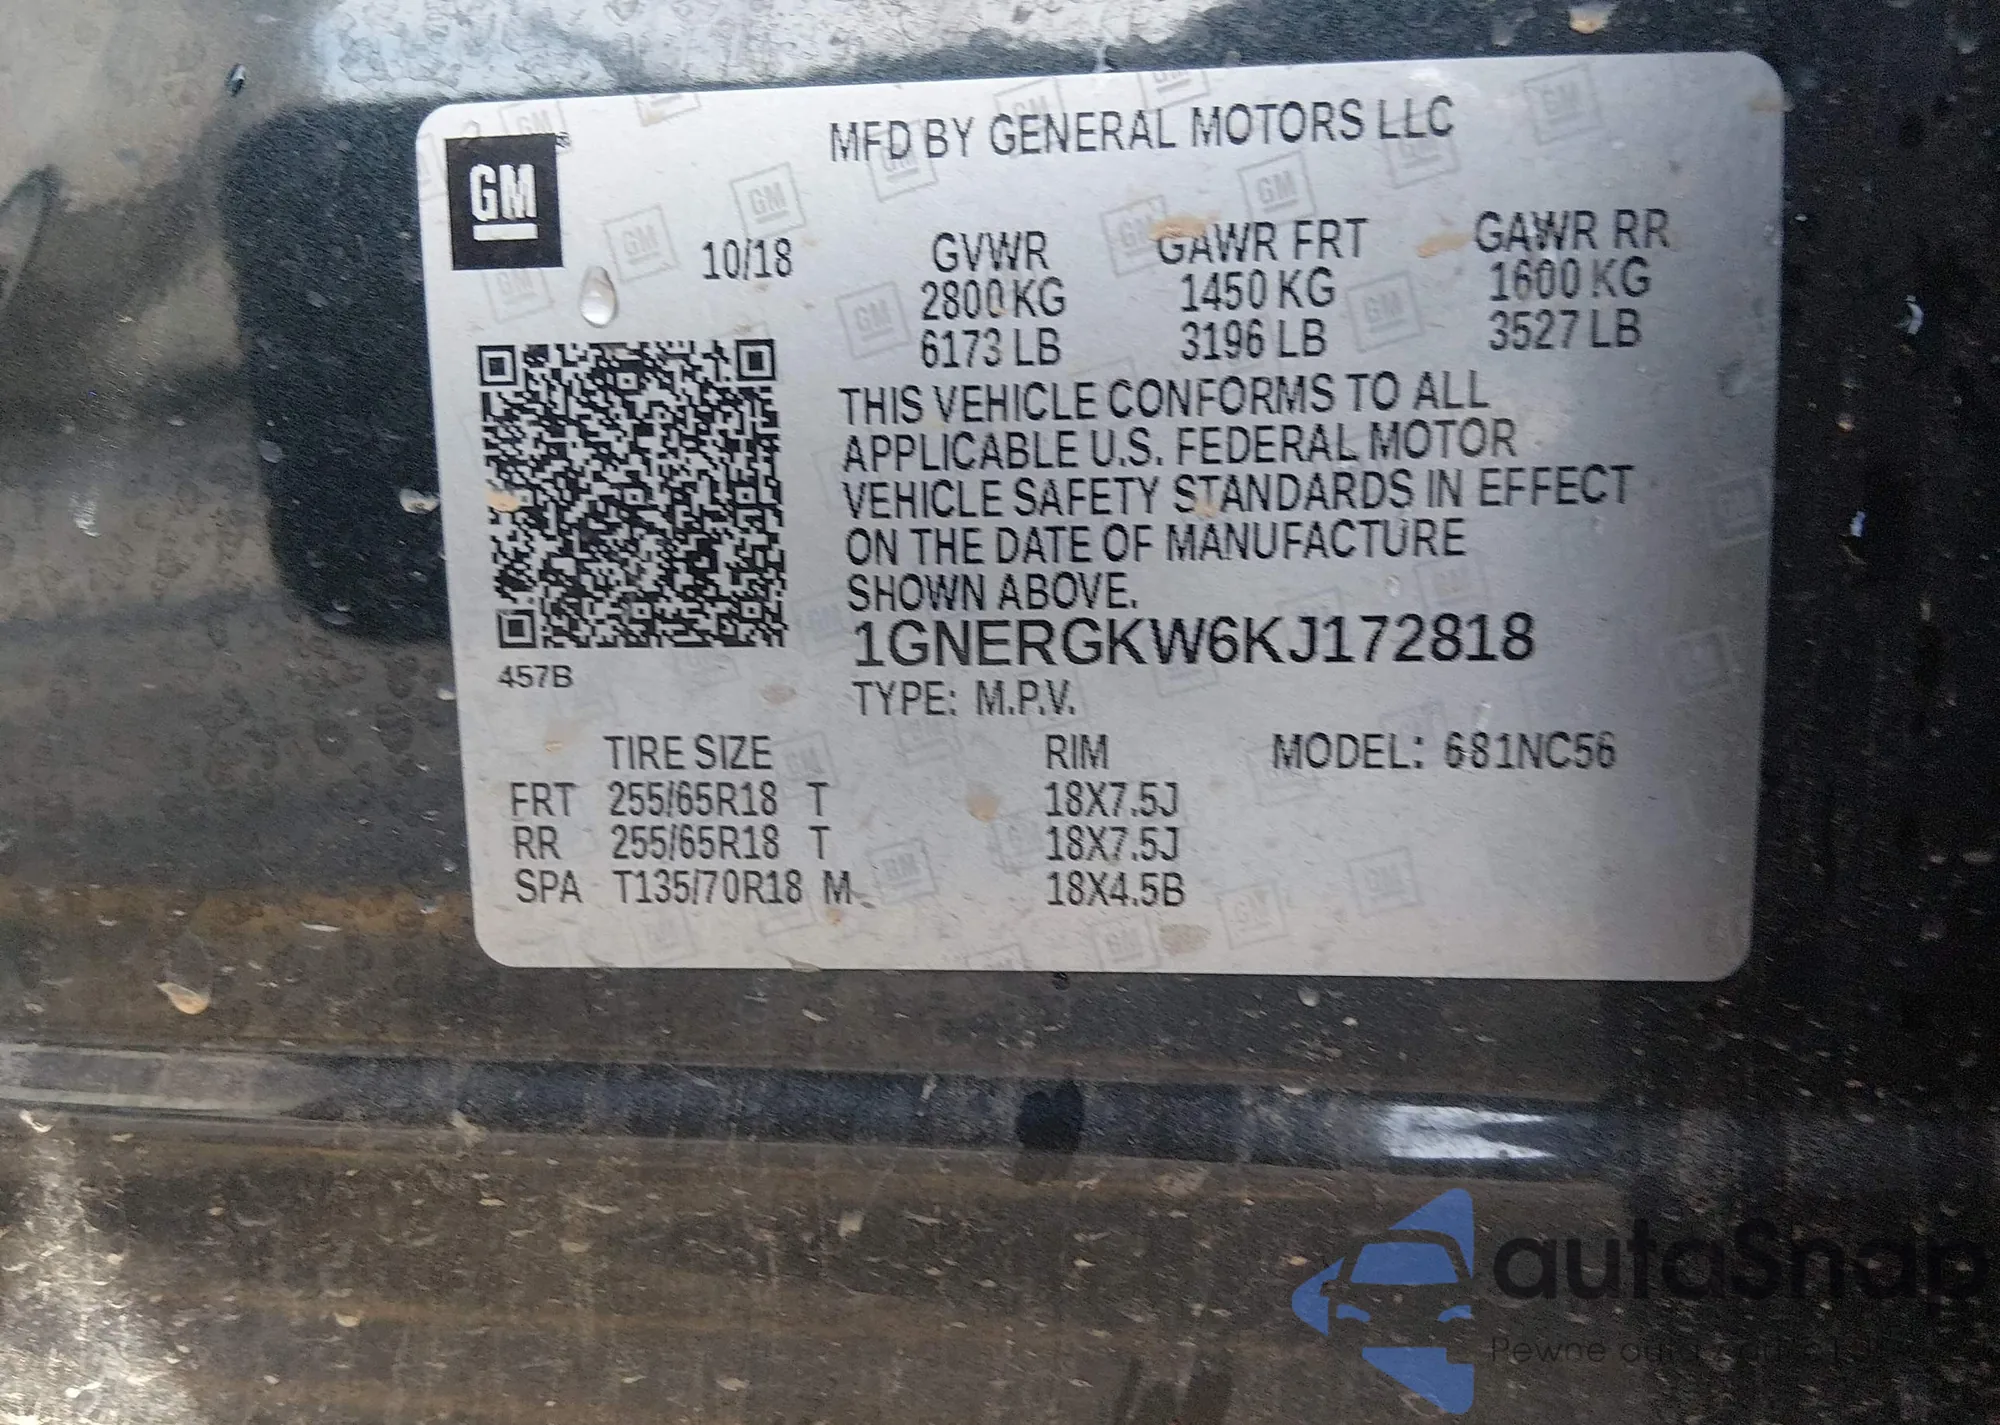 MFD BY GENERAL MOTORS LLC
GM
10/18
GVWR GAWR FRT GAWR RR
2800 KG 1450 KG 1600 KG
6173 LB 3196 LB 3527 LB
THIS VEHICLE CONFORMS TO ALL
APPLICABLE U.S. FEDERAL MOTOR
VEHICLE SAFETY STANDARDS IN EFFECT
ON THE DATE OF MANUFACTURE
SHOWN ABOVE.
1GNERGKW6KJ172818
457B
TYPE: M.P.V.
TIRE SIZE RIM MODEL: 681NC56
FRT 255/65R18 T 18X7.5J
RR 255/65R18 T 18X7.5J
SPA T135/70R18 M 18X4.5B
autoSnap
Pewne auta